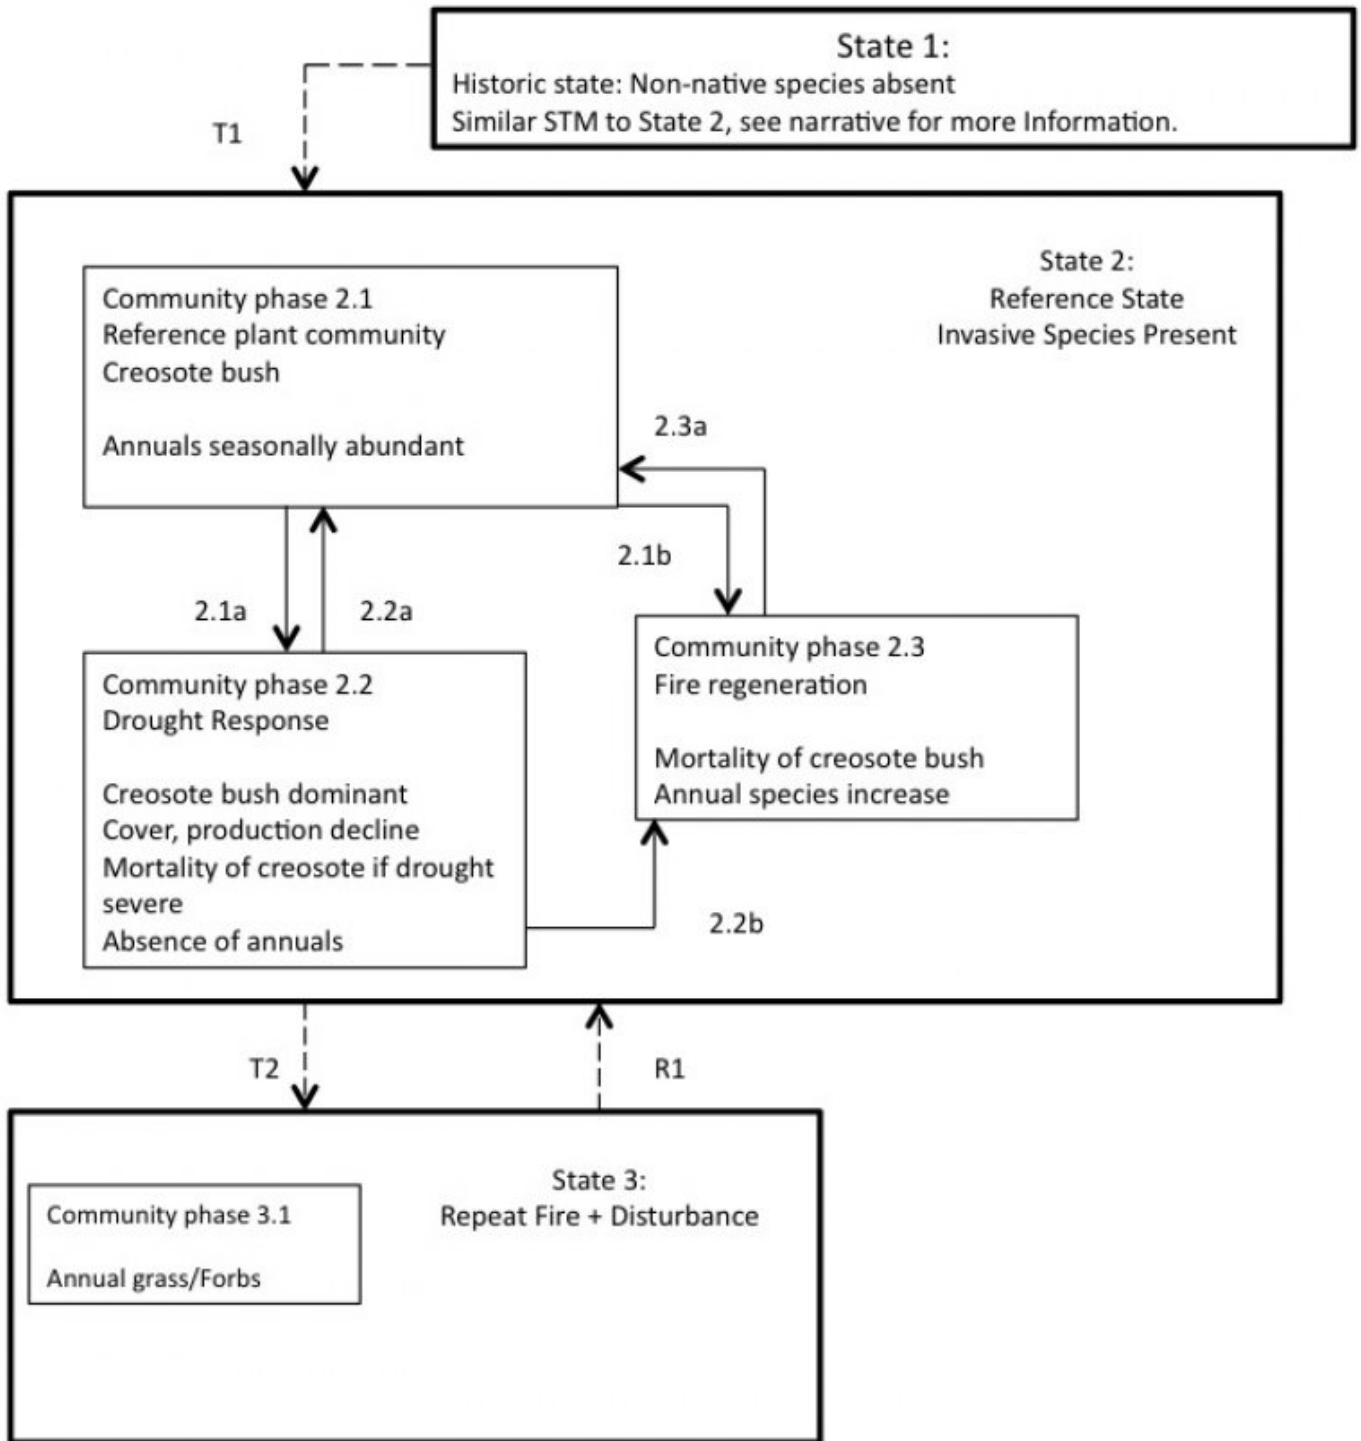 State 1:
Historic state: Non-native species absent
Similar STM to State 2, see narrative for more Information.
T1
State 2:
Reference State
Invasive Species Present
Community phase 2.1
Reference plant community
Creosote bush
Annuals seasonally abundant
2.3a
2.1b
2.1a
2.2a
Community phase 2.3
Fire regeneration
Mortality of creosote bush
Annual species increase
Community phase 2.2
Drought Response
Creosote bush dominant
Cover, production decline
Mortality of creosote if drought
severe
Absence of annuals
2.2b
T2
R1
State 3:
Repeat Fire + Disturbance
Community phase 3.1
Annual grass/Forbs